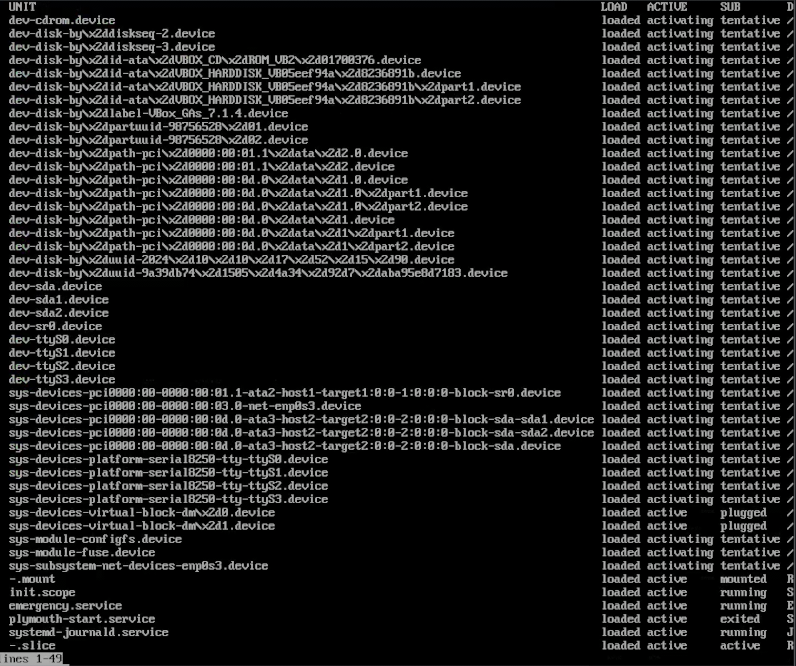 UNIT LOAD ACTIVE SUB D
dev-cdrom.device loaded activating tentative /
dev-disk-by\x2ddiskseq-2.device loaded activating tentative /
dev-disk-by\x2ddiskseq-3.device loaded activating tentative /
dev-disk-by\x2did-ata\x2dVBOX_CD\x2dROM_VB2\x2d01700376.device loaded activating tentative /
dev-disk-by\x2did-ata\x2dVBOX_HARDDISK_VB05eef94a\x2d8236891b.device loaded activating tentative /
dev-disk-by\x2did-ata\x2dVBOX_HARDDISK_VB05eef94a\x2d8236891b\x2dpart1.device loaded activating tentative /
dev-disk-by\x2did-ata\x2dVBOX_HARDDISK_VB05eef94a\x2d8236891b\x2dpart2.device loaded activating tentative /
dev-disk-by\x2dlabel-VBox_GAs_7.1.4.device loaded activating tentative /
dev-disk-by\x2dpartuuid-98756528\x2d01.device loaded activating tentative /
dev-disk-by\x2dpartuuid-98756528\x2d02.device loaded activating tentative /
dev-disk-by\x2dpath-pci\x2d0000:00:01.1\x2data\x2d2.0.device loaded activating tentative /
dev-disk-by\x2dpath-pci\x2d0000:00:01.1\x2data\x2d2.device loaded activating tentative /
dev-disk-by\x2dpath-pci\x2d0000:00:0d.0\x2data\x2d1.0.device loaded activating tentative /
dev-disk-by\x2dpath-pci\x2d0000:00:0d.0\x2data\x2d1.0\x2dpart1.device loaded activating tentative /
dev-disk-by\x2dpath-pci\x2d0000:00:0d.0\x2data\x2d1.0\x2dpart2.device loaded activating tentative /
dev-disk-by\x2dpath-pci\x2d0000:00:0d.0\x2data\x2d1.device loaded activating tentative /
dev-disk-by\x2dpath-pci\x2d0000:00:0d.0\x2data\x2d1\x2dpart1.device loaded activating tentative /
dev-disk-by\x2dpath-pci\x2d0000:00:0d.0\x2data\x2d1\x2dpart2.device loaded activating tentative /
dev-disk-by\x2duuid-2024\x2d10\x2d10\x2d17\x2d52\x2d15\x2d90.device loaded activating tentative /
dev-disk-by\x2duuid-9a39db74\x2d1505\x2d4a34\x2d92d7\x2daba95e8d7183.device loaded activating tentative /
dev-sda.device loaded activating tentative /
dev-sda1.device loaded activating tentative /
dev-sda2.device loaded activating tentative /
dev-sr0.device loaded activating tentative /
dev-ttyS0.device loaded activating tentative /
dev-ttyS1.device loaded activating tentative /
dev-ttyS2.device loaded activating tentative /
dev-ttyS3.device loaded activating tentative /
sys-devices-pci0000:00-0000:00:01.1-ata2-host1-target1:0:0-1:0:0:0-block-sr0.device loaded activating tentative /
sys-devices-pci0000:00-0000:00:03.0-net-enp0s3.device loaded activating tentative /
sys-devices-pci0000:00-0000:00:0d.0-ata3-host2-target2:0:0-2:0:0:0-block-sda-sda1.device loaded activating tentative /
sys-devices-pci0000:00-0000:00:0d.0-ata3-host2-target2:0:0-2:0:0:0-block-sda-sda2.device loaded activating tentative /
sys-devices-pci0000:00-0000:00:0d.0-ata3-host2-target2:0:0-2:0:0:0-block-sda.device loaded activating tentative /
sys-devices-platform-serial8250-tty-ttyS0.device loaded activating tentative /
sys-devices-platform-serial8250-tty-ttyS1.device loaded activating tentative /
sys-devices-platform-serial8250-tty-ttyS2.device loaded activating tentative /
sys-devices-platform-serial8250-tty-ttyS3.device loaded activating tentative /
sys-devices-virtual-block-dm\x2d0.device loaded active plugged /
sys-devices-virtual-block-dm\x2d1.device loaded active plugged /
sys-module-configfs.device loaded activating tentative /
sys-module-fuse.device loaded activating tentative /
sys-subsystem-net-devices-enp0s3.device loaded activating tentative /
-.mount loaded active mounted R
init.scope loaded active running S
emergency.service loaded active running E
plymouth-start.service loaded active exited S
systemd-journald.service loaded active running J
-.slice loaded active active R
lines 1-49